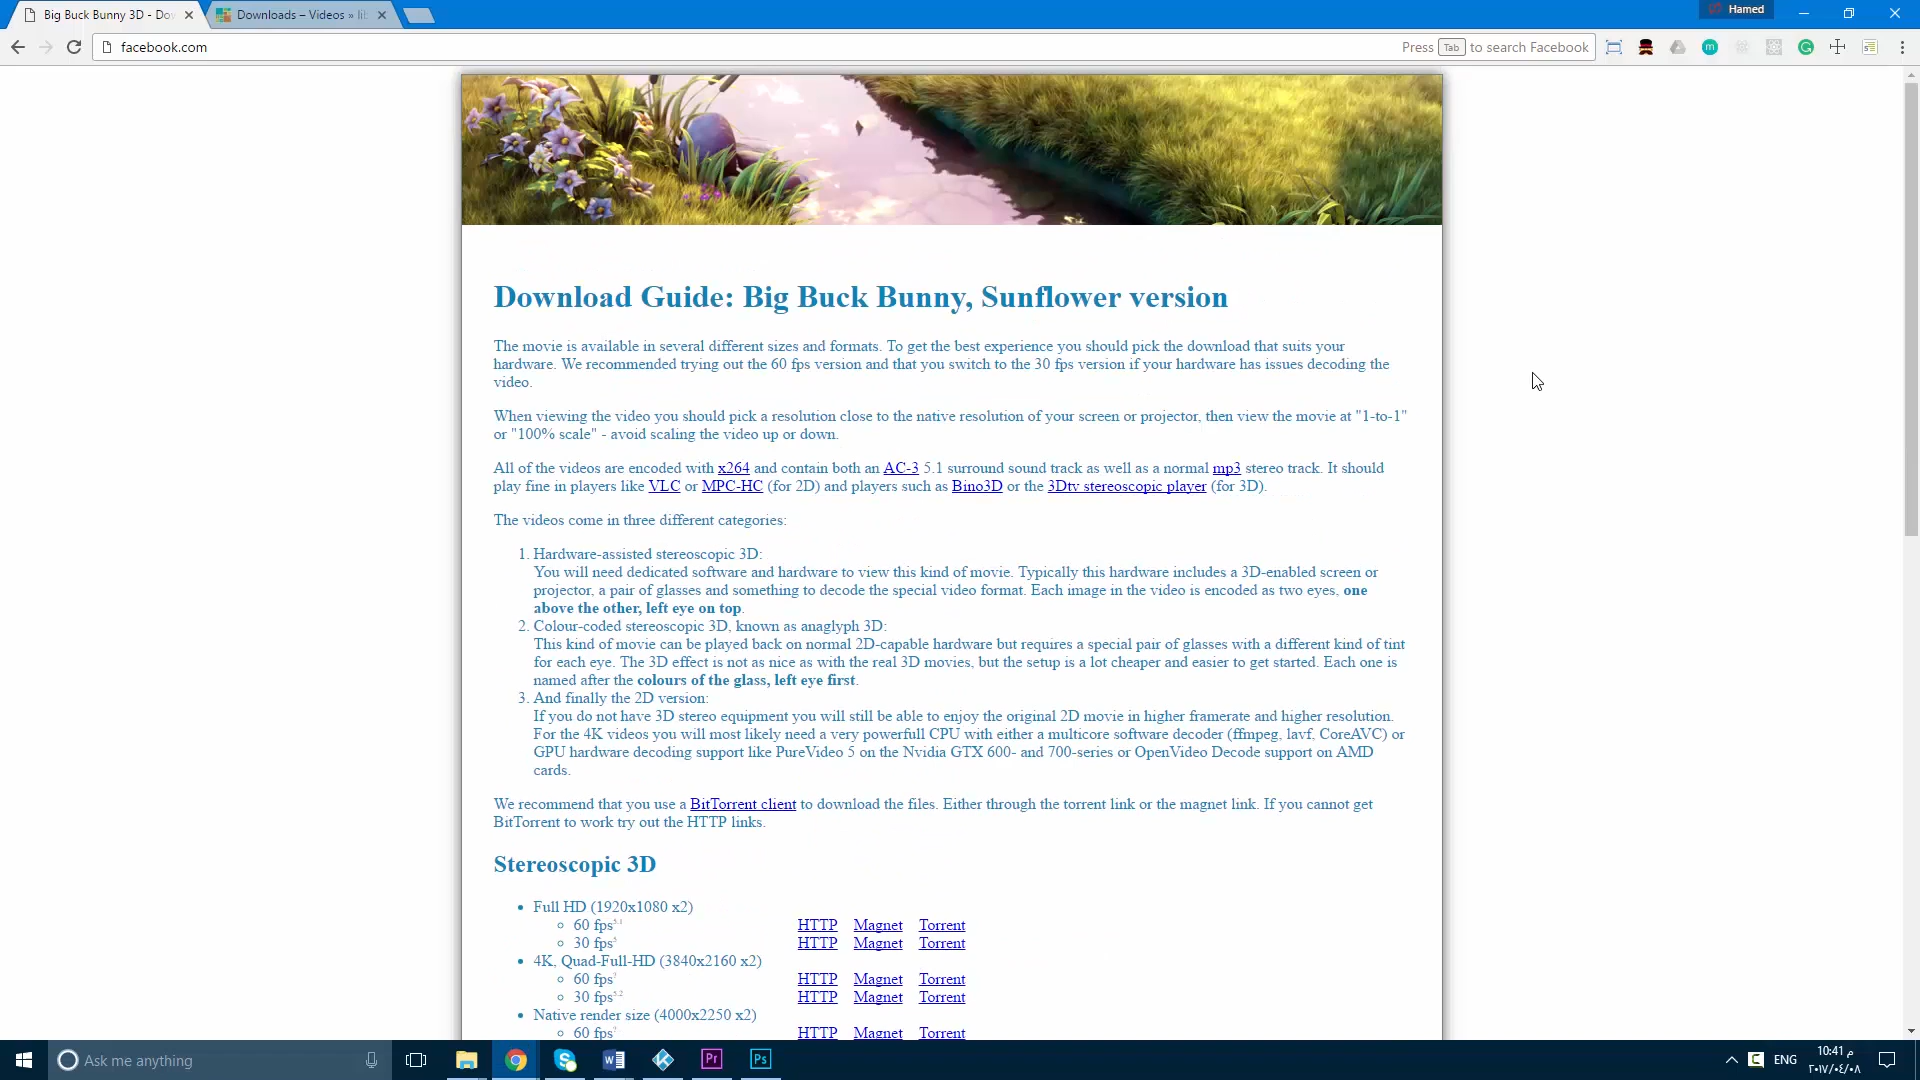 Big Buck Bunny 3D - Do
Downloads – Videos » lib
Hamed
facebook.com
Press Tab to search Facebook
Download Guide: Big Buck Bunny, Sunflower version
The movie is available in several different sizes and formats. To get the best experience you should pick the download that suits your
hardware. We recommended trying out the 60 fps version and that you switch to the 30 fps version if your hardware has issues decoding the
video.
When viewing the video you should pick a resolution close to the native resolution of your screen or projector, then view the movie at "1-to-1"
or "100% scale" - avoid scaling the video up or down.
All of the videos are encoded with x264 and contain both an AC-3 5.1 surround sound track as well as a normal mp3 stereo track. It should
play fine in players like VLC or MPC-HC (for 2D) and players such as Bino3D or the 3Dtv stereoscopic player (for 3D).
The videos come in three different categories:
1. Hardware-assisted stereoscopic 3D:
You will need dedicated software and hardware to view this kind of movie. Typically this hardware includes a 3D-enabled screen or
projector, a pair of glasses and something to decode the special video format. Each image in the video is encoded as two eyes, one
above the other, left eye on top.
2. Colour-coded stereoscopic 3D, known as anaglyph 3D:
This kind of movie can be played back on normal 2D-capable hardware but requires a special pair of glasses with a different kind of tint
for each eye. The 3D effect is not as nice as with the real 3D movies, but the setup is a lot cheaper and easier to get started. Each one is
named after the colours of the glass, left eye first.
3. And finally the 2D version:
If you do not have 3D stereo equipment you will still be able to enjoy the original 2D movie in higher framerate and higher resolution.
For the 4K videos you will most likely need a very powerfull CPU with either a multicore software decoder (ffmpeg, lavf, CoreAVC) or
GPU hardware decoding support like PureVideo 5 on the Nvidia GTX 600- and 700-series or OpenVideo Decode support on AMD
cards.
We recommend that you use a BitTorrent client to download the files. Either through the torrent link or the magnet link. If you cannot get
BitTorrent to work try out the HTTP links.
Stereoscopic 3D
• Full HD (1920x1080 x2)
60 fps HTTP Magnet Torrent
30 fps HTTP Magnet Torrent
• 4K, Quad-Full-HD (3840x2160 x2)
60 fps HTTP Magnet Torrent
30 fps HTTP Magnet Torrent
• Native render size (4000x2250 x2)
60 fps HTTP Magnet Torrent
Ask me anything
Pr
Ps
ENG
10:41 م
٢٠١٧/٠٤/٠٨